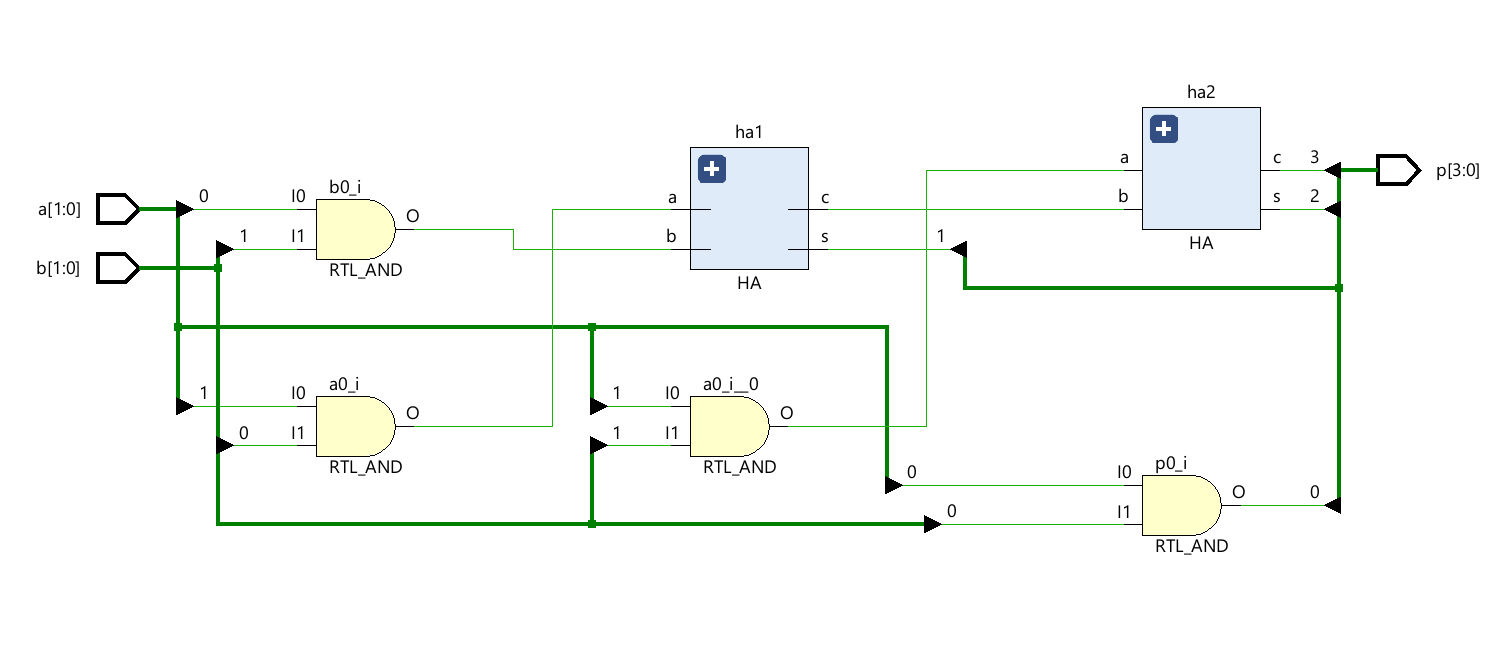 ha2
ha1
a
c
3
p[3:0]
b0_i
a[1:0]
0
I0
O
a
c
b
s
2
1
I1
b
s
1
HA
b[1:0]
RTL_AND
HA
a0_i
a0_i__0
1
I0
O
1
I0
O
0
I1
1
I1
RTL_AND
RTL_AND
p0_i
0
I0
O
0
0
I1
RTL_AND